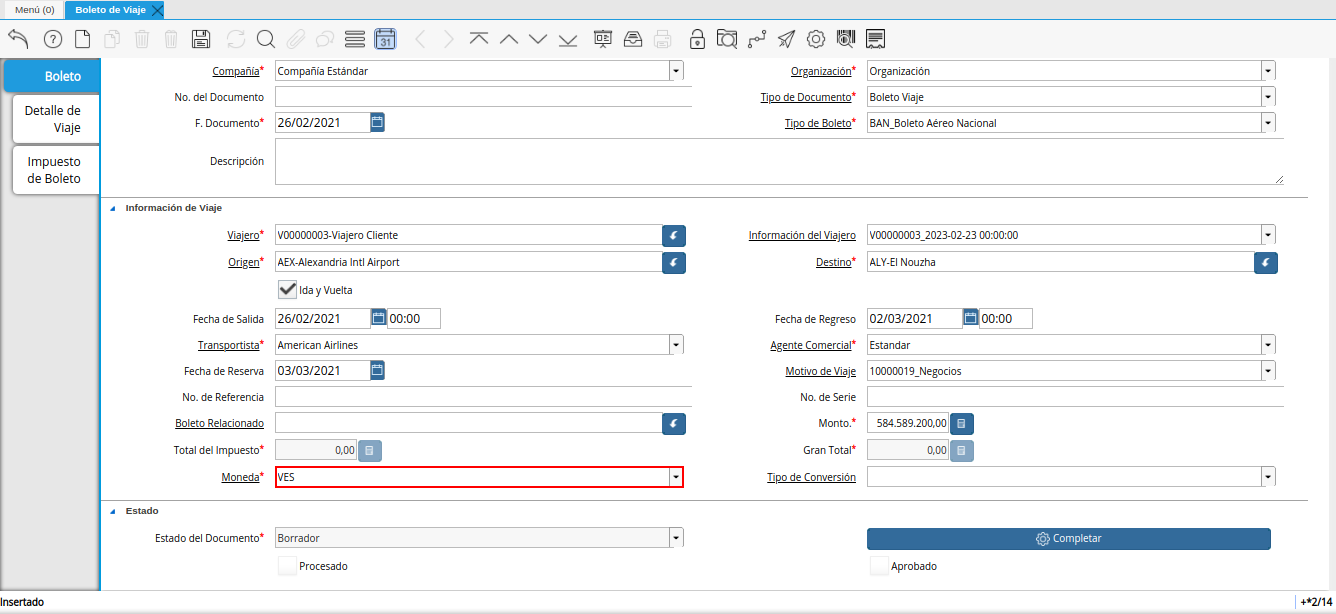 Menú (0) Boleto de Viaje
31
Boleto
Detalle de
Viaje
Impuesto
de Boleto
Compañía* Compañía Estándar Organización* Organización
No. del Documento Tipo de Documento* Boleto Viaje
F. Documento* 26/02/2021 Tipo de Boleto* BAN_Boleto Aéreo Nacional
Descripción
Información de Viaje
Viajero* V00000003-Viajero Cliente Información del Viajero V00000003_2023-02-23 00:00:00
Origen* AEX-Alexandria Intl Airport Destino* ALY-El Nouzha
Ida y Vuelta
Fecha de Salida 26/02/2021 00:00 Fecha de Regreso 02/03/2021 00:00
Transportista* American Airlines Agente Comercial* Estandar
Fecha de Reserva 03/03/2021 Motivo de Viaje 10000019_Negocios
No. de Referencia No. de Serie
Boleto Relacionado Monto.* 584.589.200,00
Total del Impuesto* 0,00 Gran Total* 0,00
Moneda* VES Tipo de Conversión
Estado
Estado del Documento* Borrador Completar
Procesado Aprobado
Insertado +*2/14